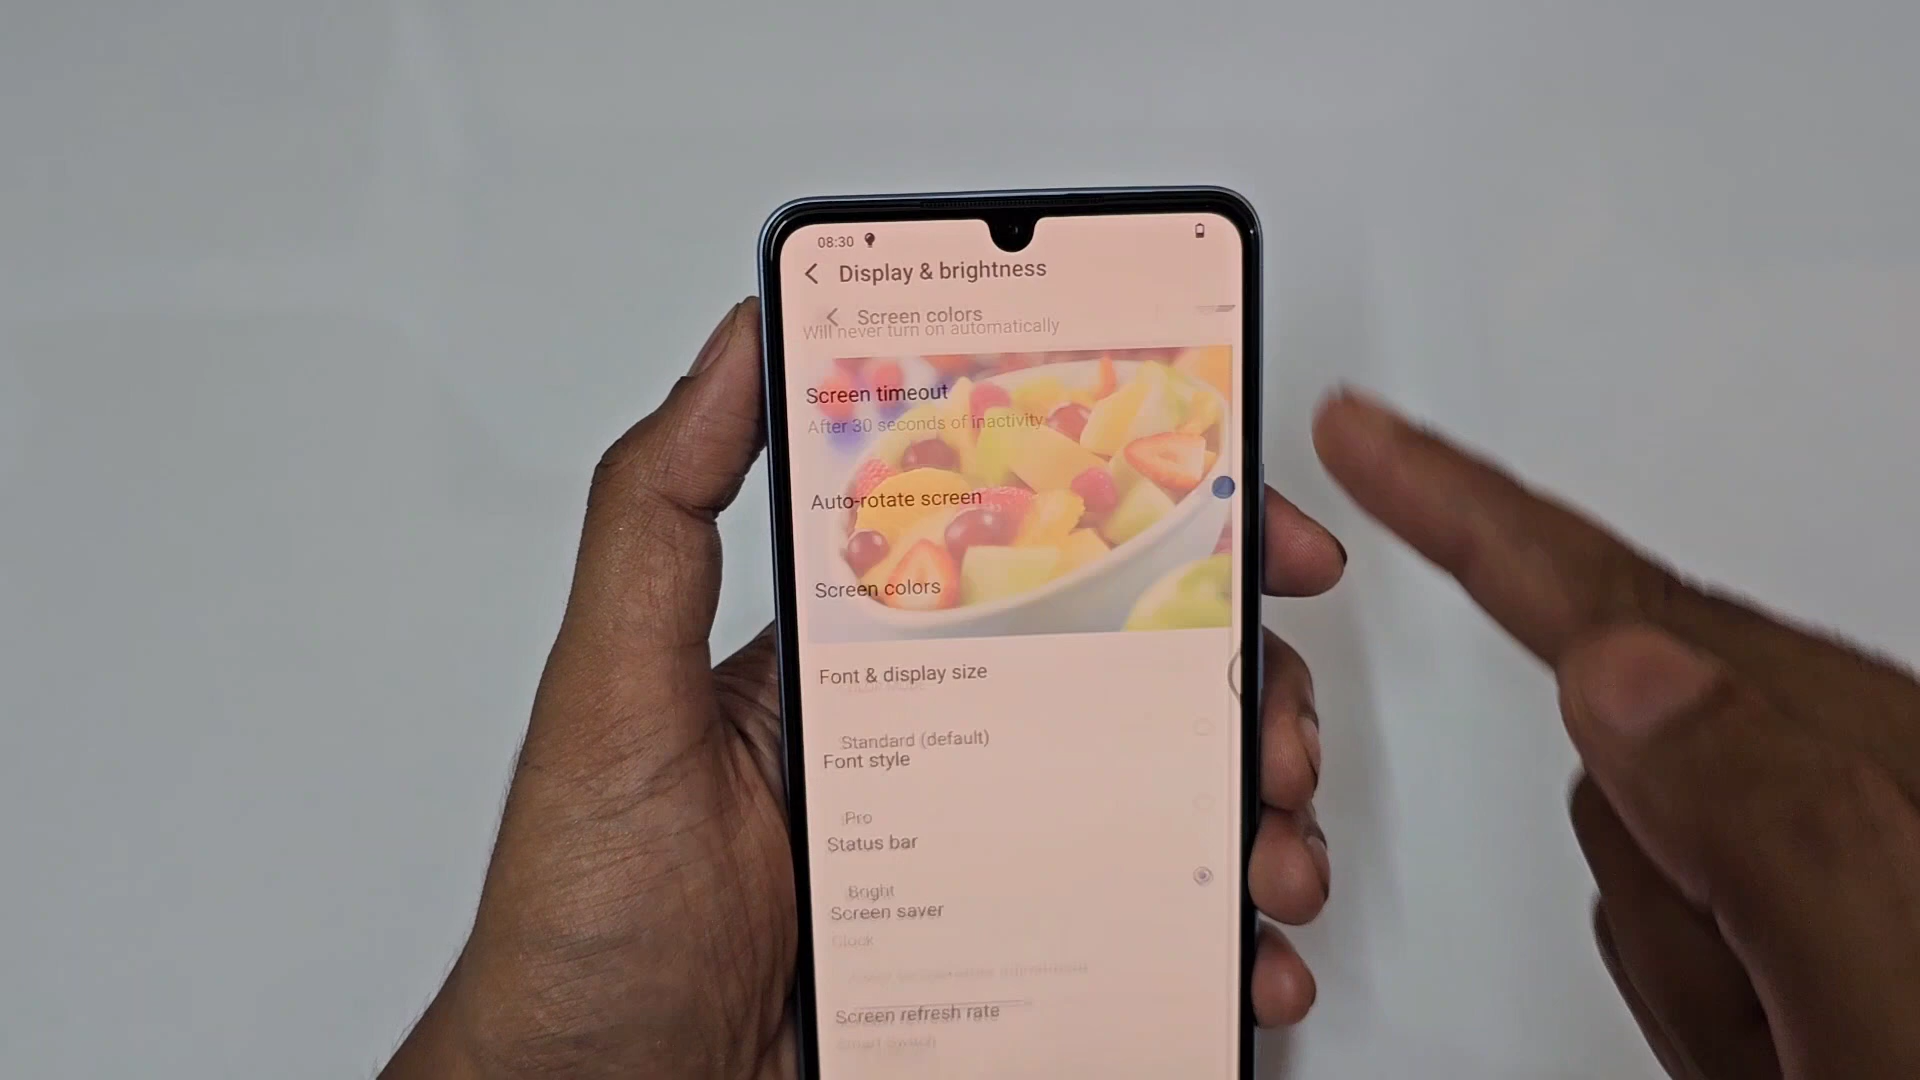 08:30
Display & brightness
Screen colors
Will never turn on automatically
Screen timeout
After 30 seconds of inactivity
Auto-rotate screen
Screen colors
Font & display size
Standard (default)
Font style
Pro
Status bar
Bright
Screen saver
Clock
Screen refresh rate
Smart Switch